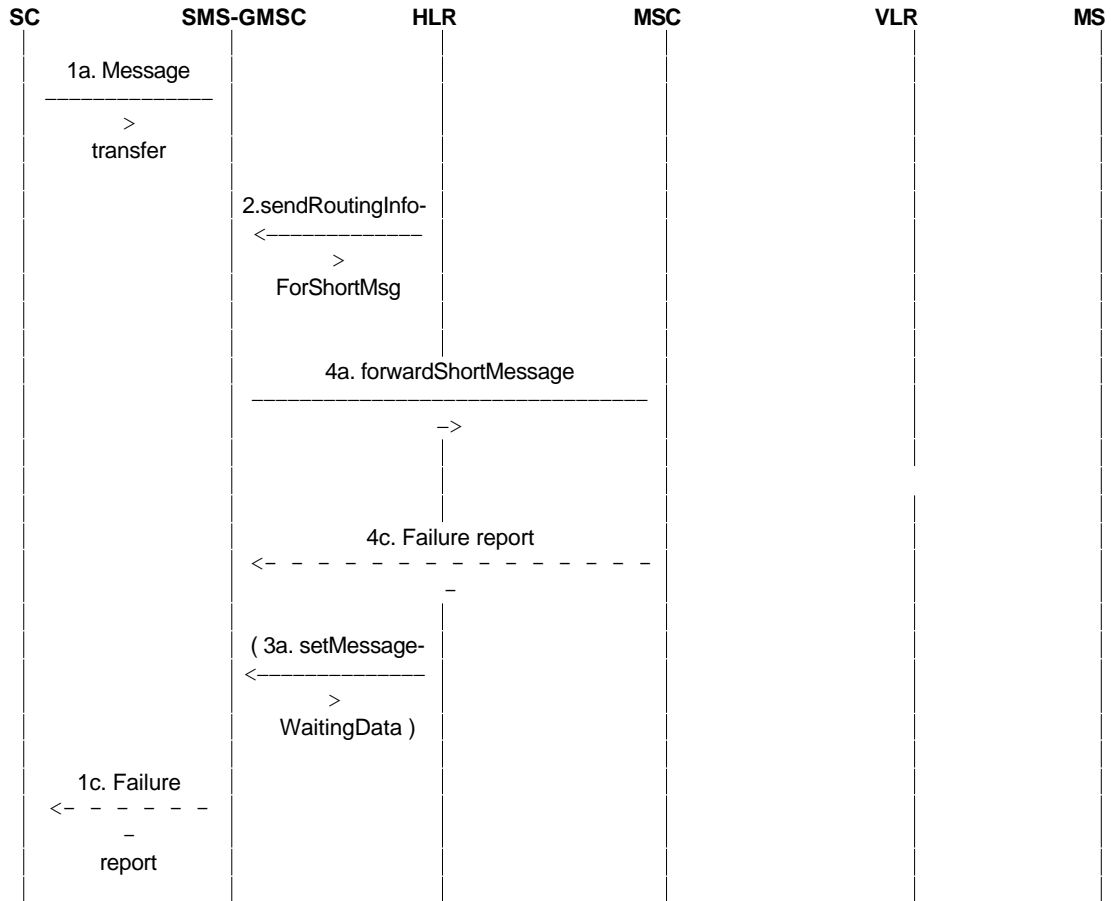 SC SMS-GMSC HLR MSC VLR MS
1a. Message
transfer
2.sendRoutingInfo-
ForShortMsg
4a. forwardShortMessage
4c. Failure report
( 3a. setMessage-
WaitingData )
1c. Failure
report